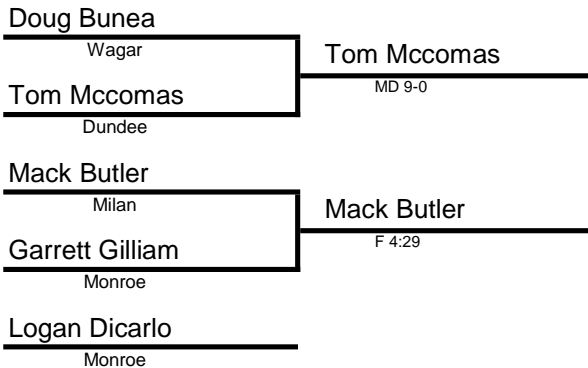 Doug Bunea
Wagar
Tom Mccomas
MD 9-0
Tom Mccomas
Dundee
Mack Butler
Milan
Mack Butler
F 4:29
Garrett Gilliam
Monroe
Logan Dicarlo
Monroe